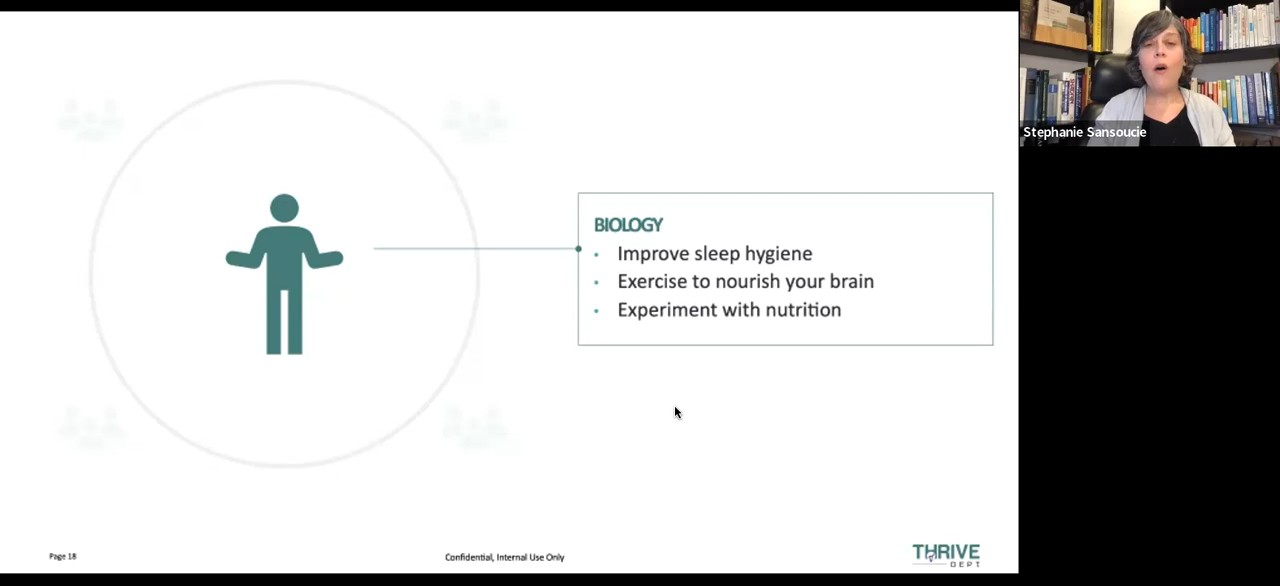 Stephanie Sansoucie
BIOLOGY
• Improve sleep hygiene
• Exercise to nourish your brain
• Experiment with nutrition
Page 18
Confidential, Internal Use Only
THRIVE
DEPT